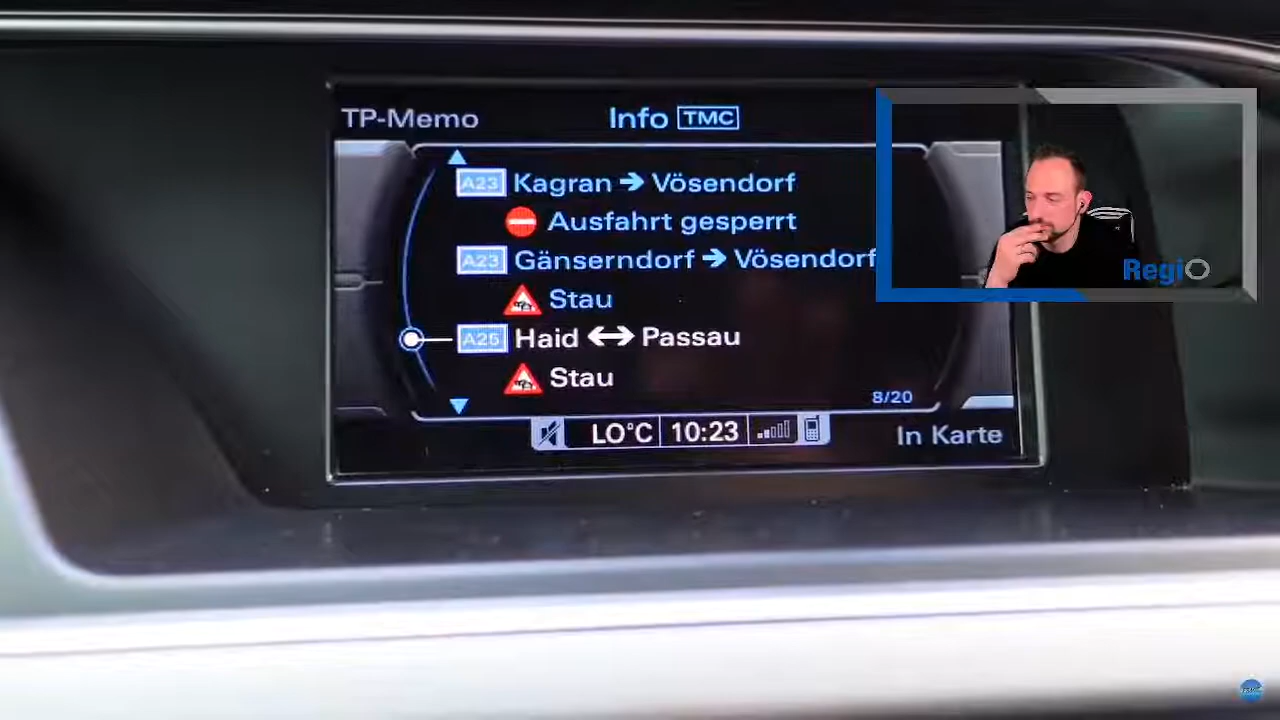 TP-Memo
Info TMC
A23 Kagran → Vösendorf
Ausfahrt gesperrt
A23 Gänserndorf → Vösendorf
Stau
A25 Haid ↔ Passau
Stau
8/20
LO°C 10:23
In Karte
RegiO